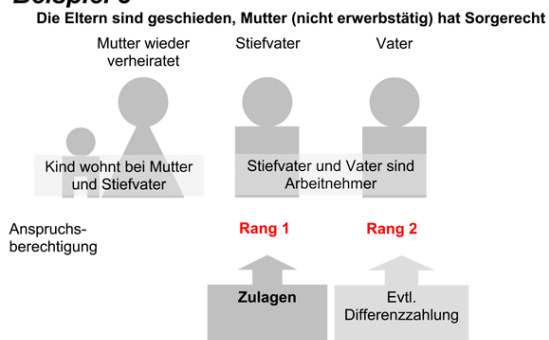 Die Eltern sind geschieden, Mutter (nicht erwerbstätig) hat Sorgerecht
Mutter wieder
verheiratet
Stiefvater
Vater
Kind wohnt bei Mutter
und Stiefvater
Stiefvater und Vater sind
Arbeitnehmer
Anspruchs-
berechtigung
Rang 1
Rang 2
Zulagen
Evtl.
Differenzzahlung